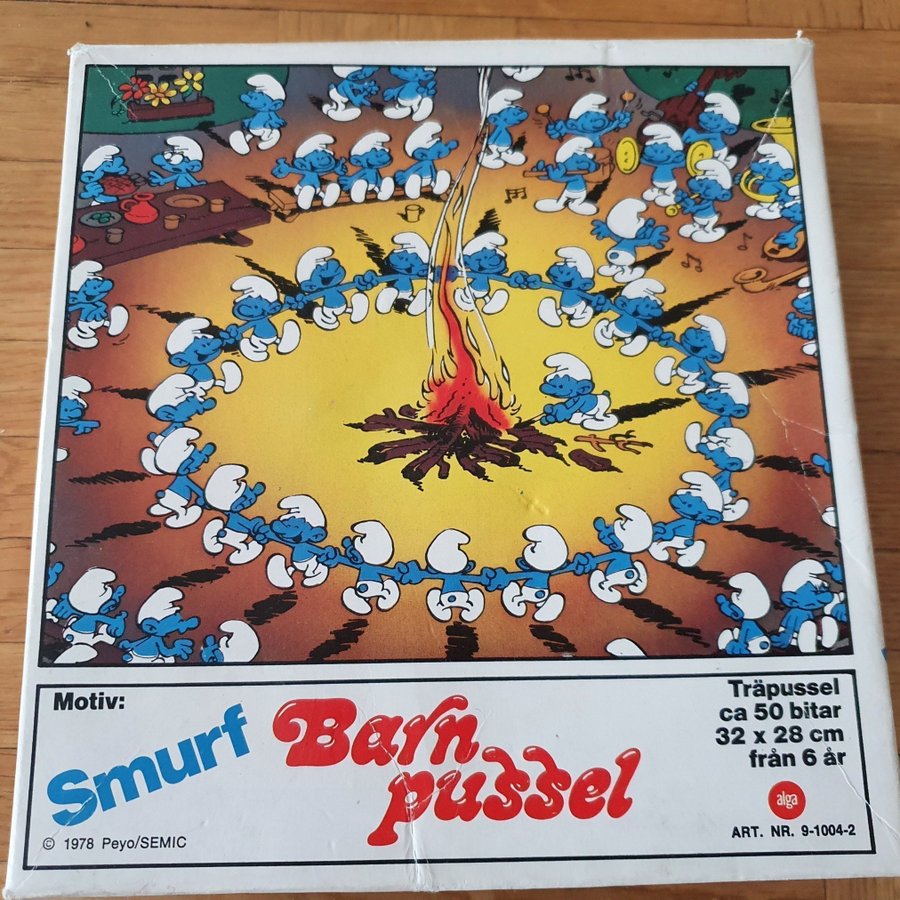 Motiv:
Smurf
Barn
pussel
Träpussel
ca 50 bitar
32 x 28 cm
från 6 år
alga
ART. NR. 9-1004-2
© 1978 Peyo/SEMIC